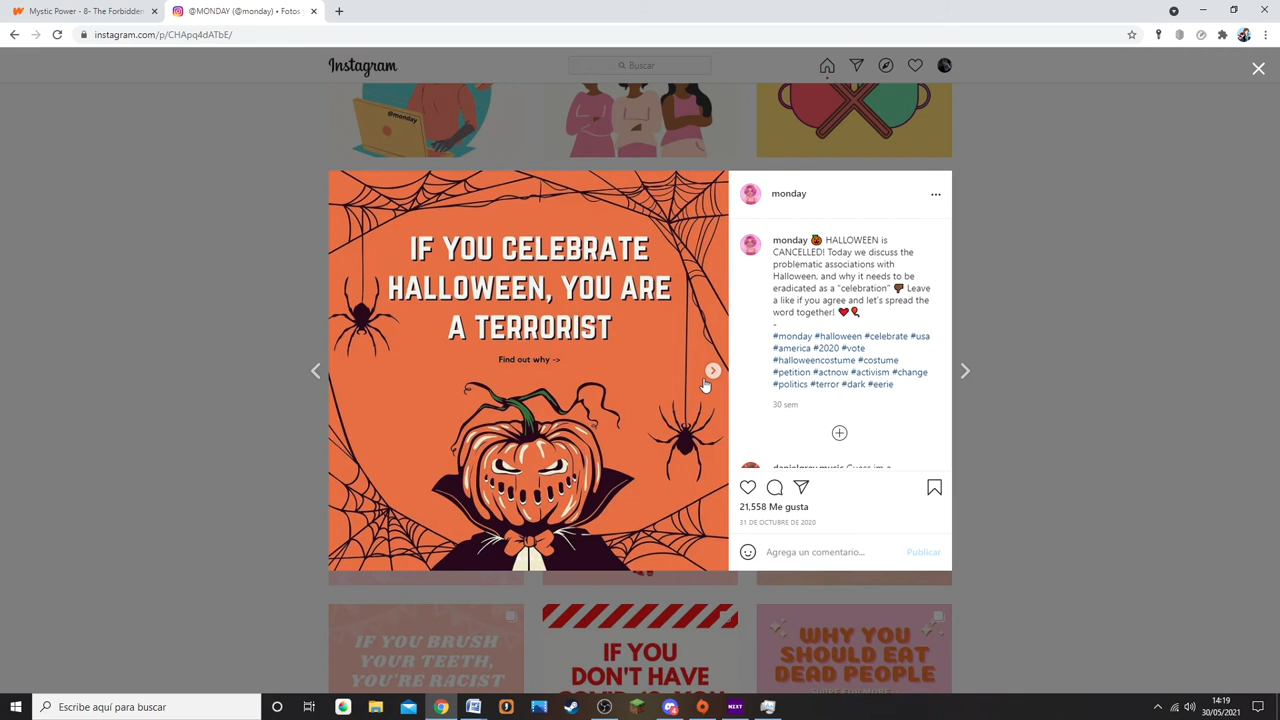 Mystic Power - 8- The Forbidden
@MONDAY (@monday) • Fotos y
instagram.com/p/CHApq4dATbE/
Instagram
Buscar
@monday
IF YOU CELEBRATE
HALLOWEEN, YOU ARE
A TERRORIST
Find out why ->
monday
monday 🎃 HALLOWEEN is
CANCELLED! Today we discuss the
problematic associations with
Halloween, and why it needs to be
eradicated as a “celebration” 👎🏿 Leave
a like if you agree and let’s spread the
word together! ❤️
-
#monday #halloween #celebrate #usa
#america #2020 #vote
#halloweencostume #costume
#petition #actnow #activism #change
#politics #terror #dark #eerie
30 sem
21,558 Me gusta
31 DE OCTUBRE DE 2020
Agrega un comentario...
Publicar
IF YOU BRUSH
YOUR TEETH,
YOU'RE RACIST
IF YOU
DON'T HAVE
WHY YOU
SHOULD EAT
DEAD PEOPLE
Escribe aquí para buscar
NZXT
14:19
30/05/2021